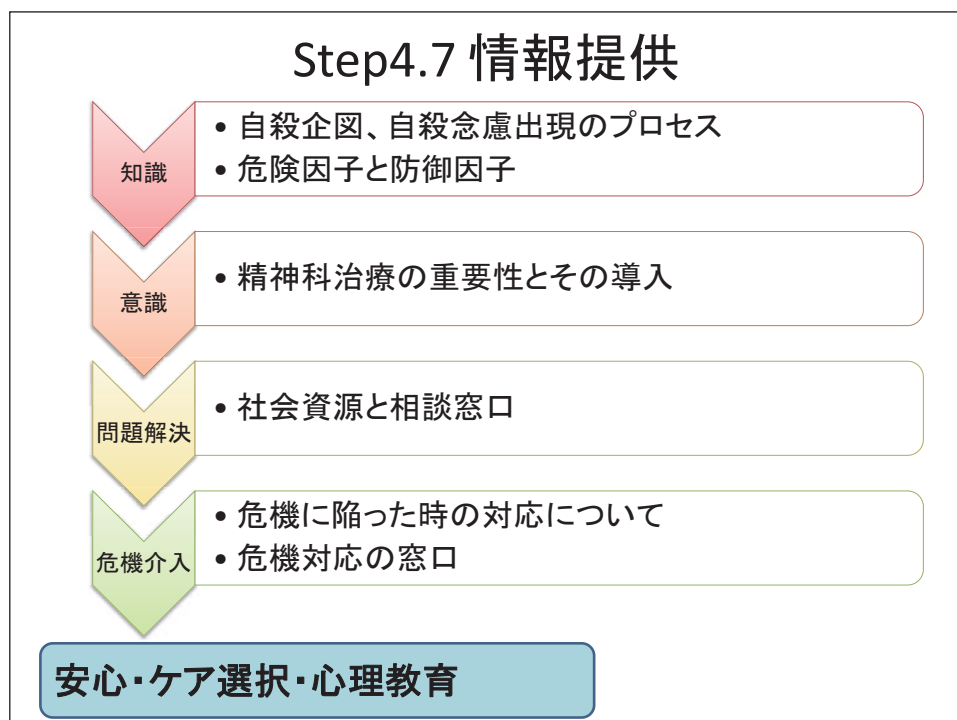 Step4.7 情報提供
知識
• 自殺企図、自殺念慮出現のプロセス
• 危険因子と防御因子
意識
• 精神科治療の重要性とその導入
問題解決
• 社会資源と相談窓口
危機介入
• 危機に陥った時の対応について
• 危機対応の窓口
安心・ケア選択・心理教育